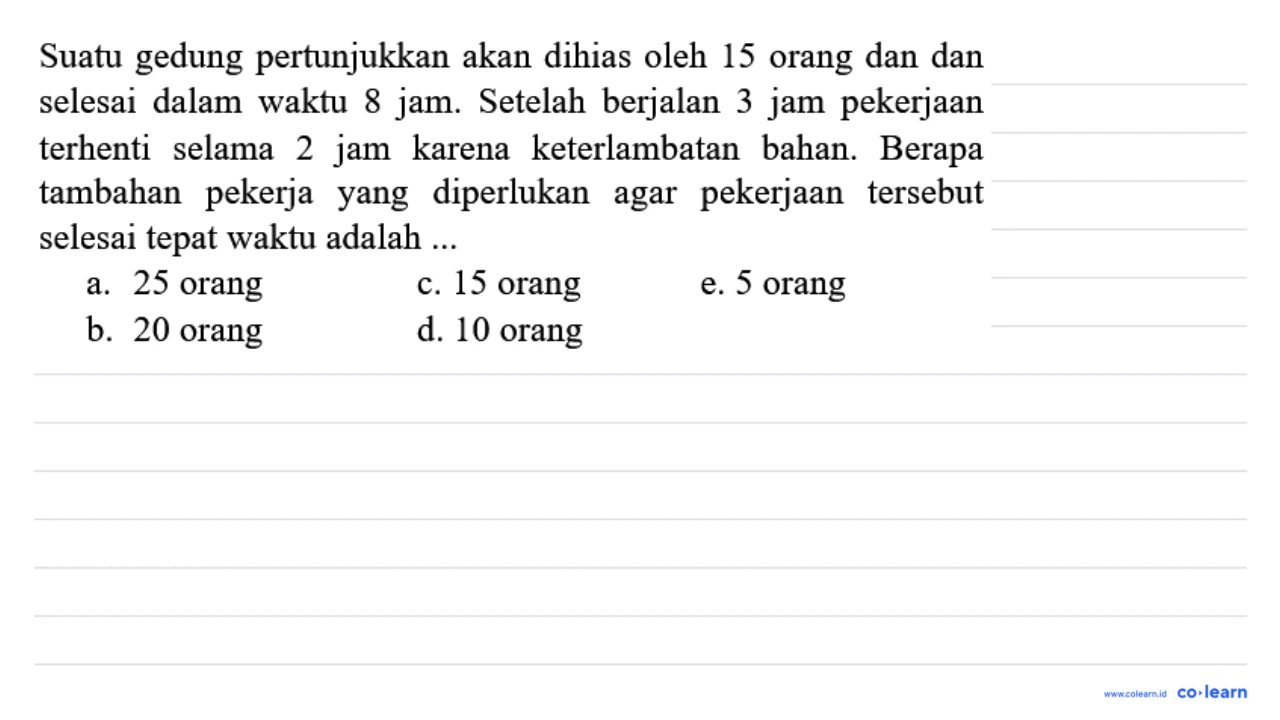 Suatu gedung pertunjukkan akan dihias oleh 15 orang dan dan
selesai dalam waktu 8 jam. Setelah berjalan 3 jam pekerjaan
terhenti selama 2 jam karena keterlambatan bahan. Berapa
tambahan pekerja yang diperlukan agar pekerjaan tersebut
selesai tepat waktu adalah ...
a. 25 orang c. 15 orang e. 5 orang
b. 20 orang d. 10 orang
www.colearn.id co·learn